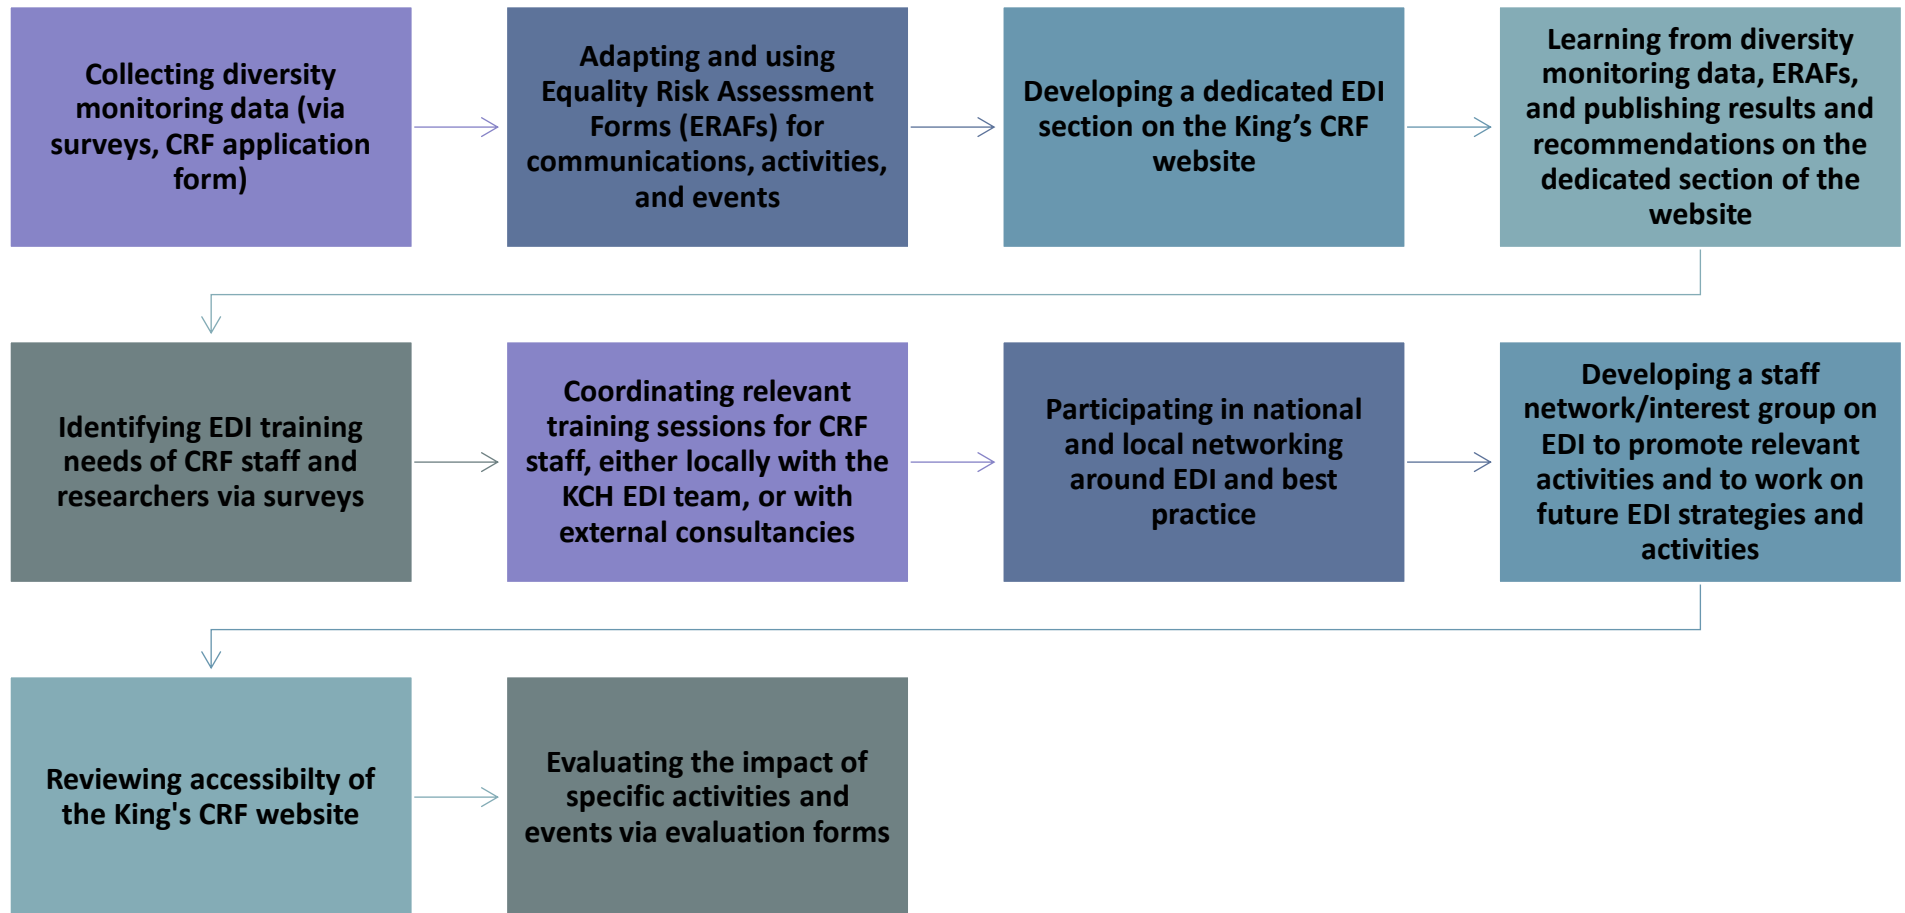 Collecting diversity
monitoring data (via
surveys, CRF application
form)
Adapting and using
Equality Risk Assessment
Forms (ERAFs) for
communications, activities,
and events
Developing a dedicated EDI
section on the King’s CRF
website
Learning from diversity
monitoring data, ERAFs,
and publishing results and
recommendations on the
dedicated section of the
website
Identifying EDI training
needs of CRF staff and
researchers via surveys
Coordinating relevant
training sessions for CRF
staff, either locally with the
KCH EDI team, or with
external consultancies
Participating in national
and local networking
around EDI and best
practice
Developing a staff
network/interest group on
EDI to promote relevant
activities and to work on
future EDI strategies and
activities
Reviewing accessibilty of
the King's CRF website
Evaluating the impact of
specific activities and
events via evaluation forms